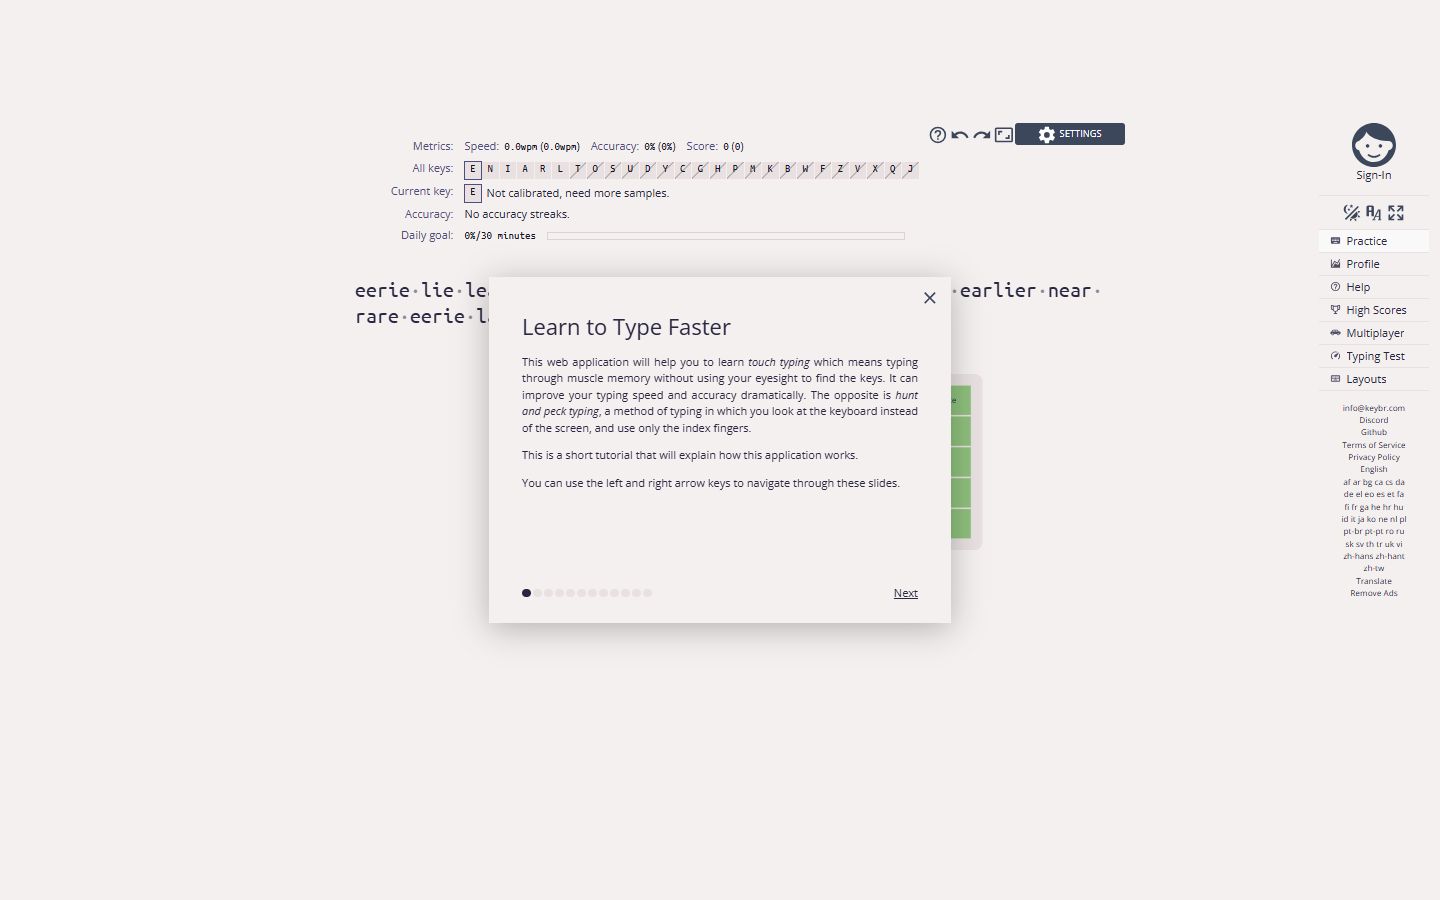 Metrics: Speed: 0.0wpm (0.0wpm) Accuracy: 0% (0%) Score: 0 (0)
SETTINGS
All keys: E N I A R L T O S U D Y C G H P M K B W F Z V X Q J
Current key: E Not calibrated, need more samples.
Accuracy: No accuracy streaks.
Daily goal: 0%/30 minutes
eerie·lie· ·earlier·near·
rare·eerie·
Learn to Type Faster
This web application will help you to learn touch typing which means typing
through muscle memory without using your eyesight to find the keys. It can
improve your typing speed and accuracy dramatically. The opposite is hunt
and peck typing, a method of typing in which you look at the keyboard instead
of the screen, and use only the index fingers.
This is a short tutorial that will explain how this application works.
You can use the left and right arrow keys to navigate through these slides.
Next
Sign-In
Practice
Profile
Help
High Scores
Multiplayer
Typing Test
Layouts
info@keybr.com
Discord
Github
Terms of Service
Privacy Policy
English
af ar bg ca cs da
de el eo es et fa
fi fr ga he hr hu
id it ja ko ne nl pl
pt-br pt-pt ro ru
sk sv th tr uk vi
zh-hans zh-hant
zh-tw
Translate
Remove Ads